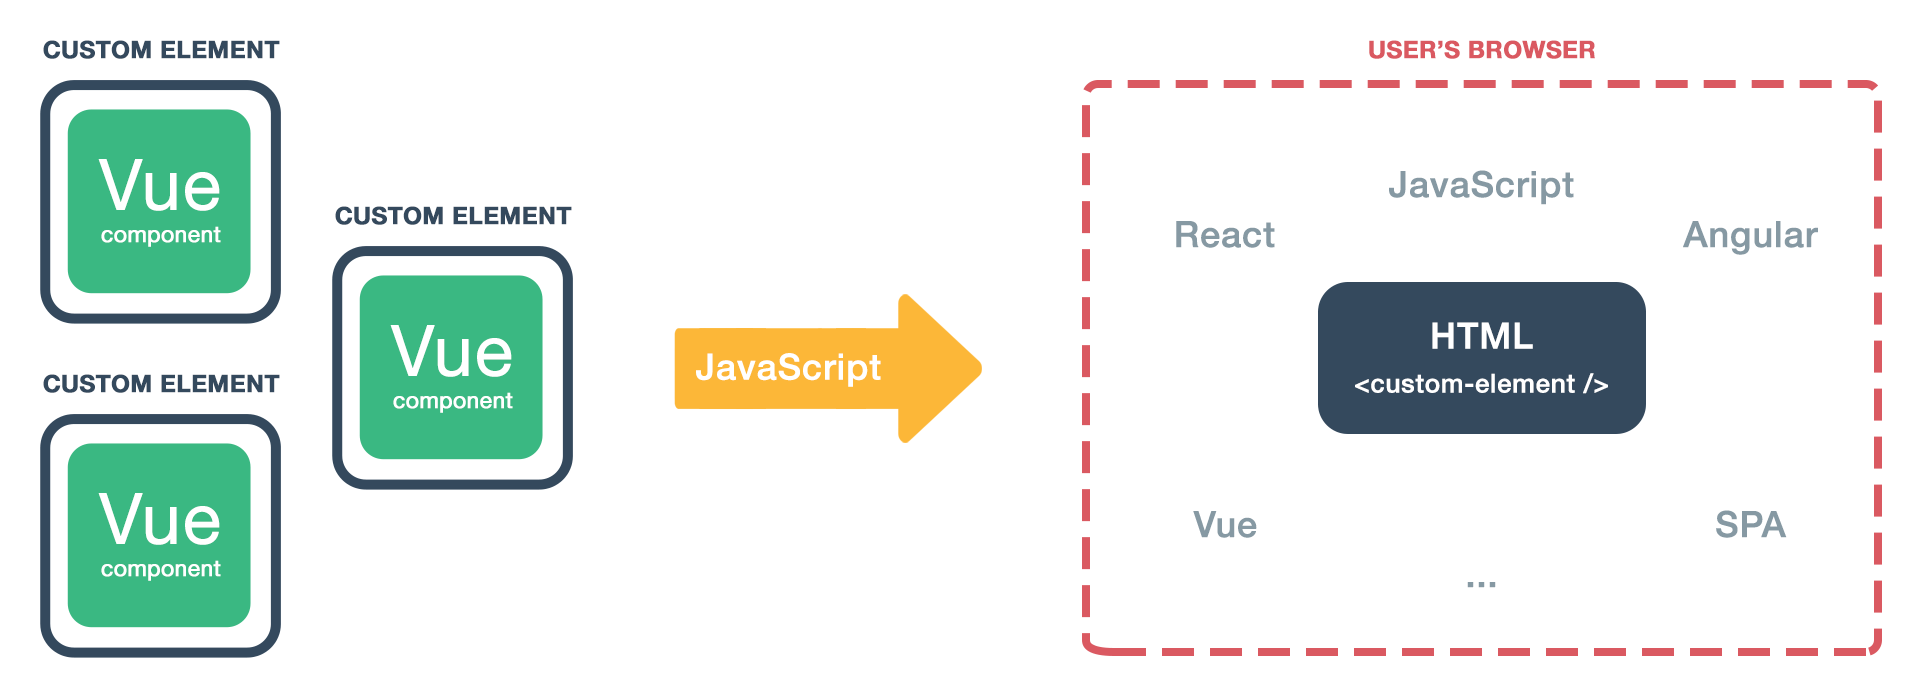 CUSTOM ELEMENT
Vue
component
CUSTOM ELEMENT
Vue
component
CUSTOM ELEMENT
Vue
component
JavaScript
USER'S BROWSER
JavaScript
React
Angular
HTML
<custom-element />
Vue
SPA
...